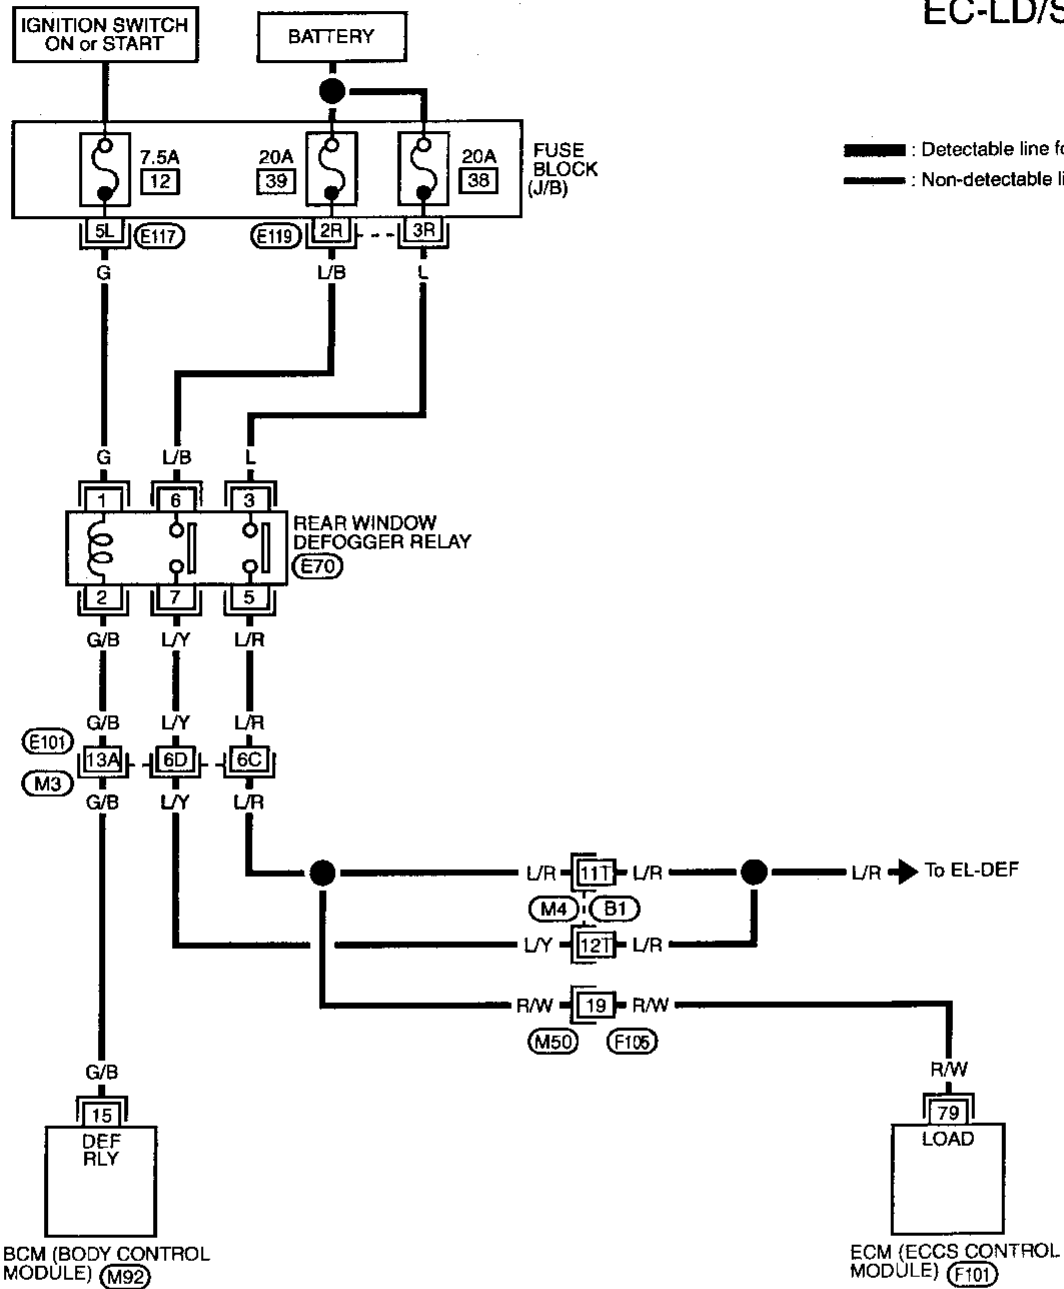 EC-LD/S
IGNITION SWITCH
ON or START
BATTERY
7.5A
12
20A
39
20A
38
FUSE
BLOCK
(J/B)
: Detectable line fo
: Non-detectable li
5L
E117
E119
2R
3R
G
L/B
L
G
L/B
L
1
6
3
REAR WINDOW
DEFOGGER RELAY
E70
2
7
5
G/B
L/Y
L/R
G/B
L/Y
L/R
E101
13A
6D
6C
M3
G/B
L/Y
L/R
L/R
11T
L/R
L/R
To EL-DEF
M4
B1
L/Y
12T
L/R
R/W
19
R/W
M50
F105
G/B
R/W
15
79
DEF
RLY
LOAD
BCM (BODY CONTROL
MODULE)
M92
ECM (ECCS CONTROL
MODULE)
F101